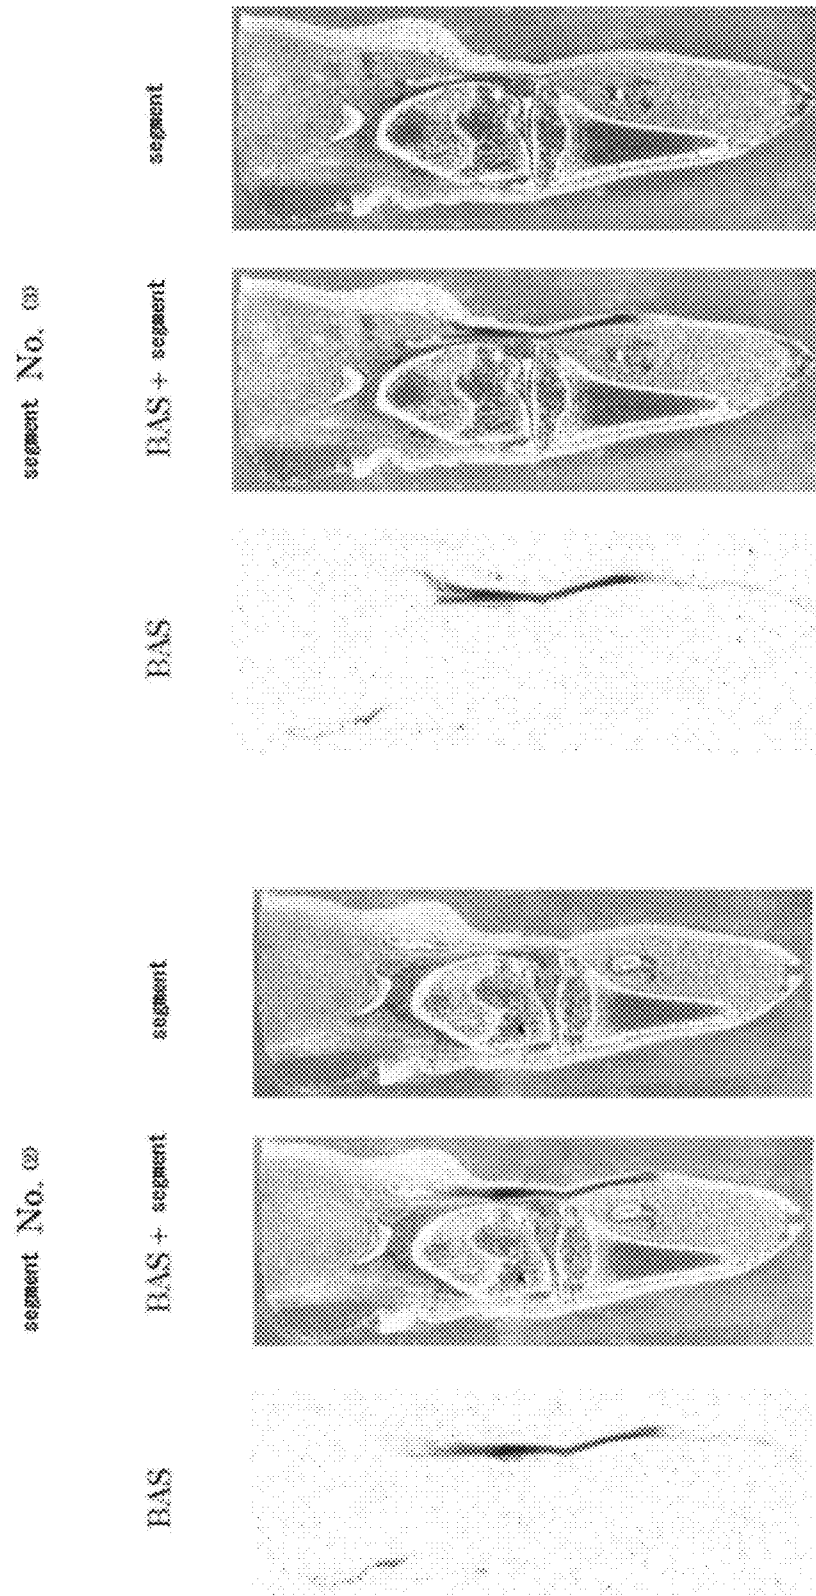 segment No. (2)
BAS
BAS + segment
segment
segment No. (3)
BAS
BAS + segment
segment